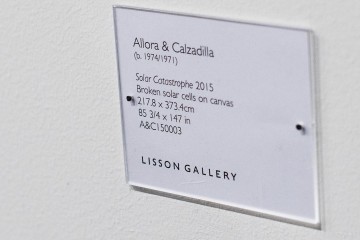 Allora & Calzadilla
(b. 1974/1971)
Solar Catastrophe 2015
Broken solar cells on canvas
217.8 x 373.4cm
85 3/4 x 147 in
A&C150003
LISSON GALLERY